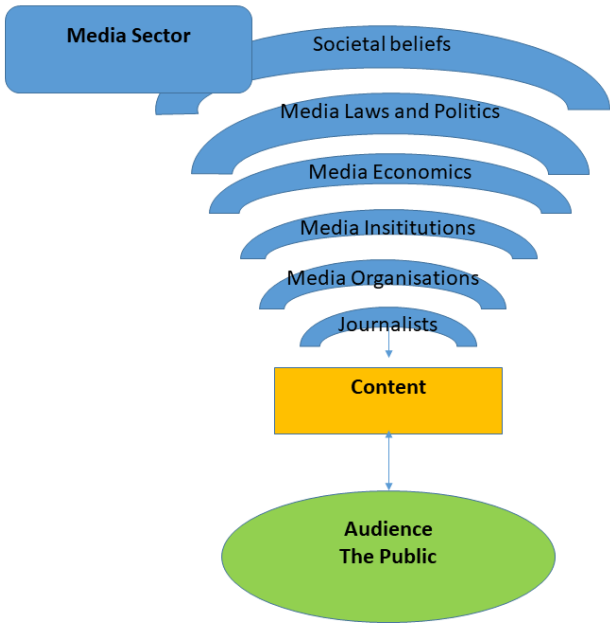 Media Sector
Societal beliefs
Media Laws and Politics
Media Economics
Media Insititutions
Media Organisations
Journalists
Content
Audience
The Public